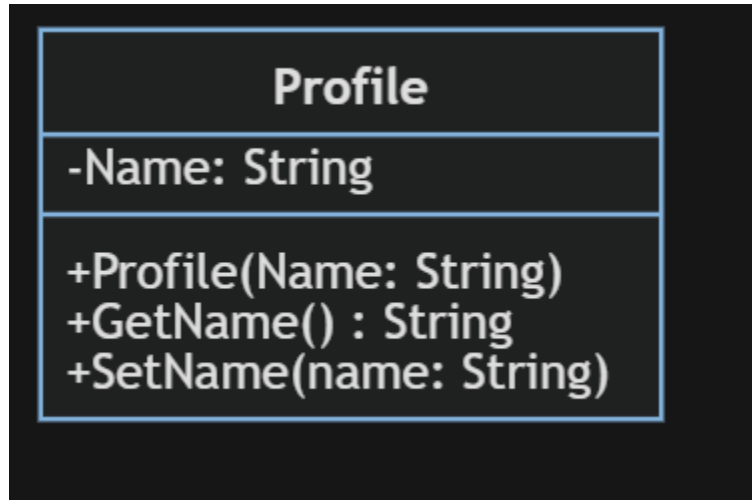 Profile
-Name: String
+Profile(Name: String)
+GetName() : String
+SetName(name: String)